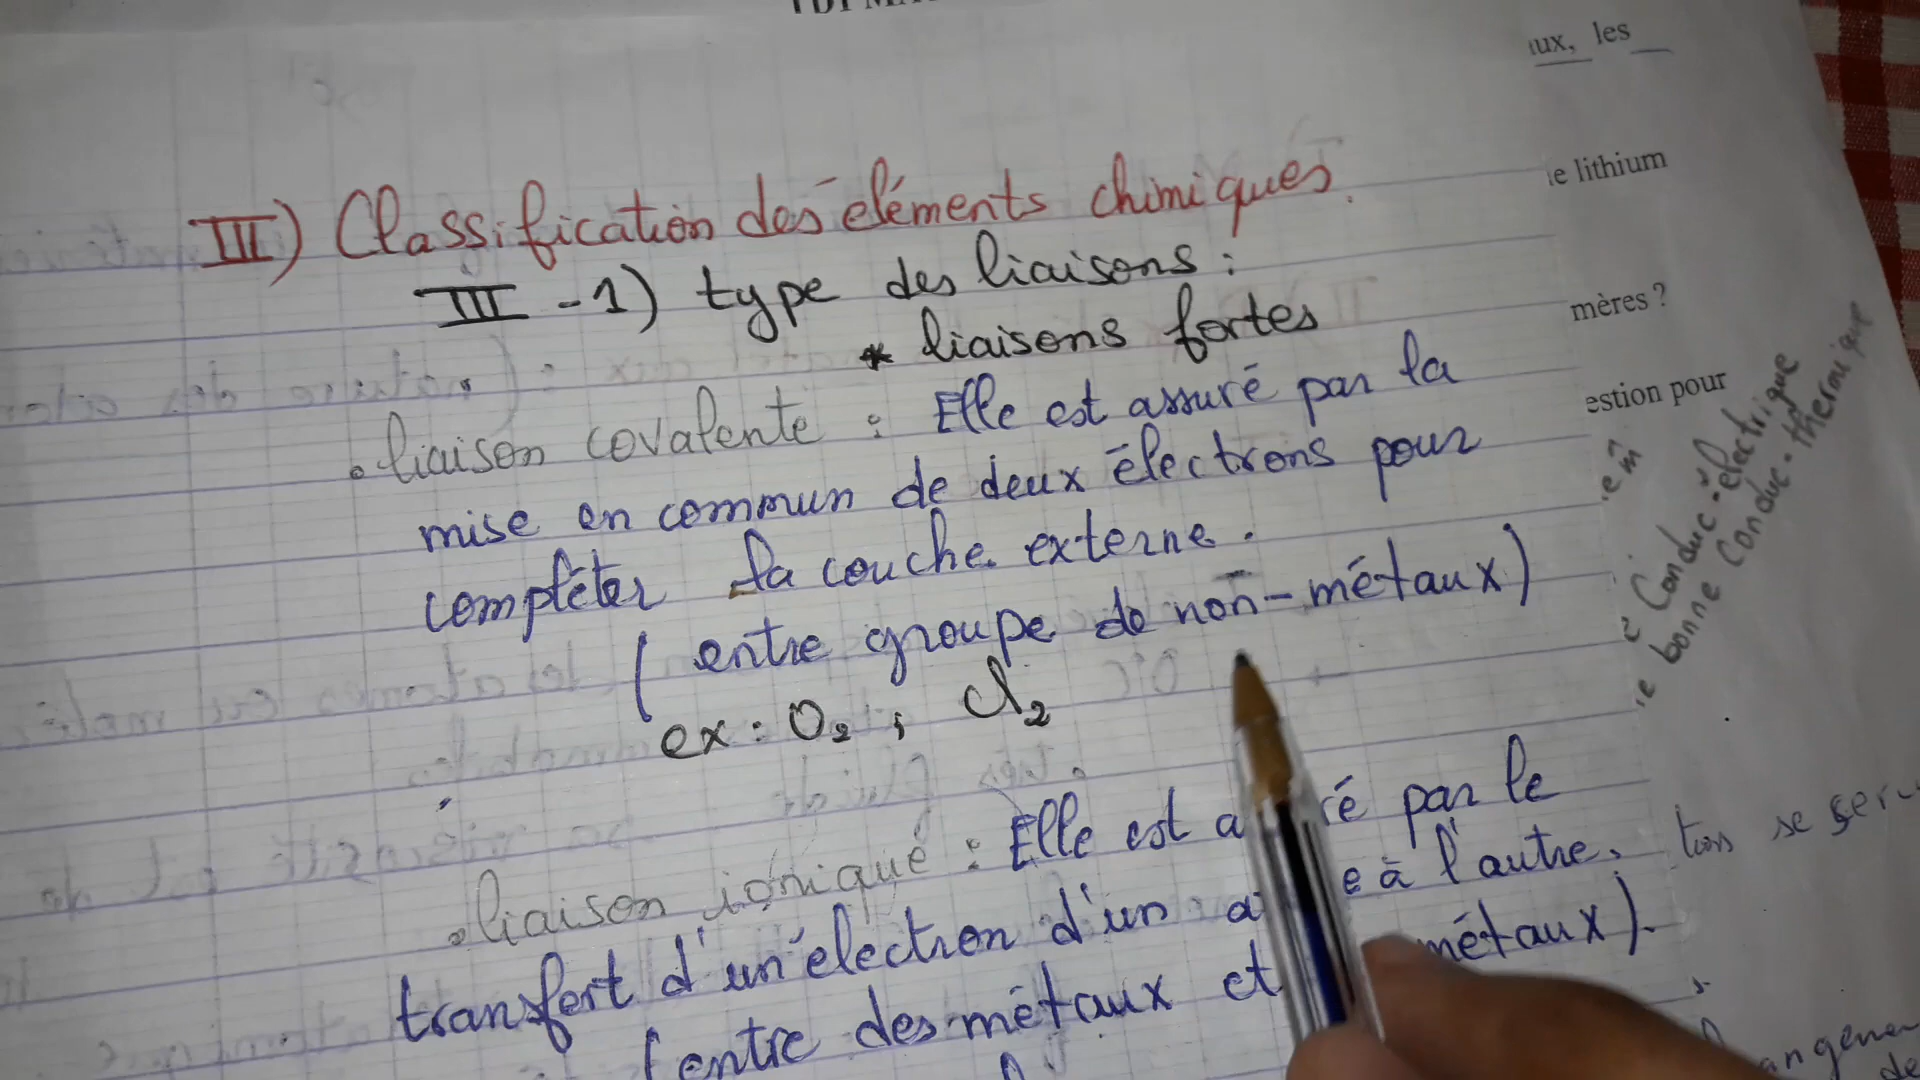 III) Classification des éléments chimiques.
III - 1) type des liaisons :
* liaisons fortes
. liaison covalente : Elle est assuré par la
mise en commun de deux électrons pour
compléter la couche externe.
( entre groupe de non-métaux)
ex : O2 ; Cl2
. liaison ionique : Elle est a ré par le
transfert d'un électron d'un a e à l'autre.
(entre des métaux et métaux).
ux, les
le lithium
mères ?
estion pour
Conduc-électrique
bonne Conduc-thermique
se